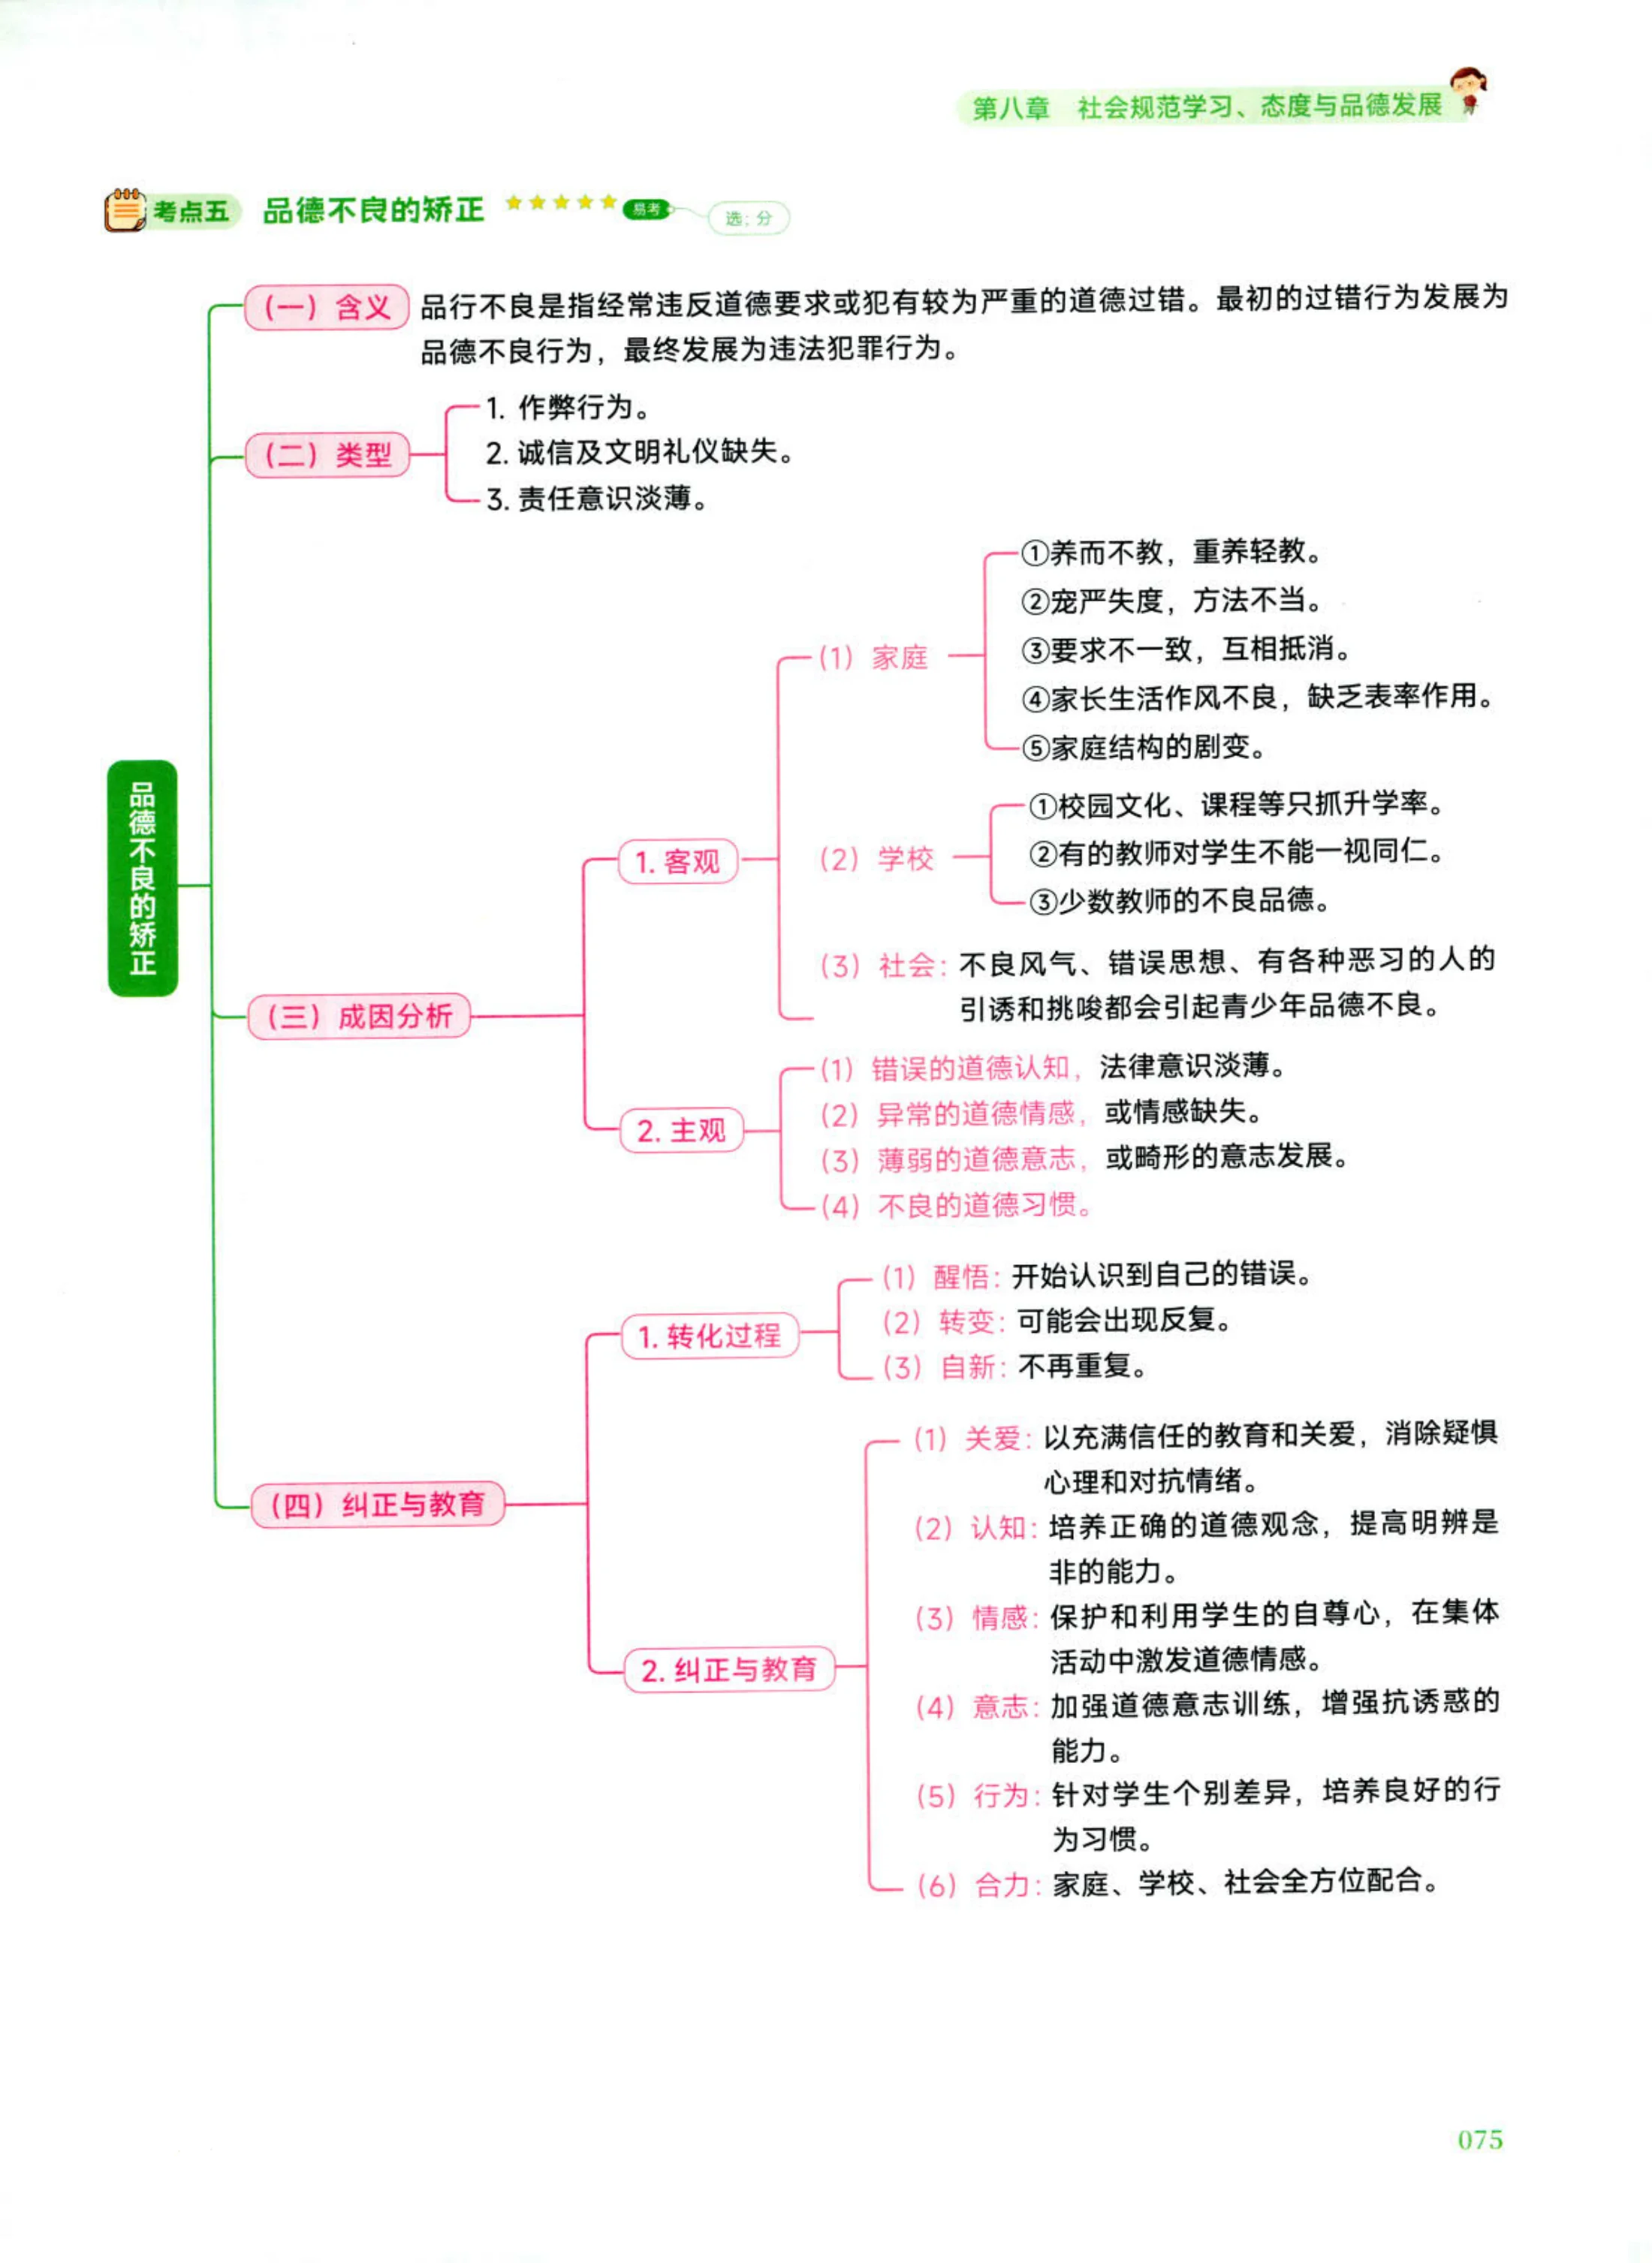 第八章 社会规范学习、态度与品德发展
考点五 品德不良的矫正 易考 选;分
品德不良的矫正
(一)含义
品行不良是指经常违反道德要求或犯有较为严重的道德过错。最初的过错行为发展为
品德不良行为，最终发展为违法犯罪行为。
(二)类型
1. 作弊行为。
2. 诚信及文明礼仪缺失。
3. 责任意识淡薄。
(三)成因分析
1. 客观
(1)家庭
①养而不教，重养轻教。
②宠严失度，方法不当。
③要求不一致，互相抵消。
④家长生活作风不良，缺乏表率作用。
⑤家庭结构的剧变。
(2)学校
①校园文化、课程等只抓升学率。
②有的教师对学生不能一视同仁。
③少数教师的不良品德。
(3)社会: 不良风气、错误思想、有各种恶习的人的
引诱和挑唆都会引起青少年品德不良。
2. 主观
(1)错误的道德认知，法律意识淡薄。
(2)异常的道德情感，或情感缺失。
(3)薄弱的道德意志，或畸形的意志发展。
(4)不良的道德习惯。
(四)纠正与教育
1. 转化过程
(1)醒悟: 开始认识到自己的错误。
(2)转变: 可能会出现反复。
(3)自新: 不再重复。
2. 纠正与教育
(1)关爱: 以充满信任的教育和关爱，消除疑惧
心理和对抗情绪。
(2)认知: 培养正确的道德观念，提高明辨是
非的能力。
(3)情感: 保护和利用学生的自尊心，在集体
活动中激发道德情感。
(4)意志: 加强道德意志训练，增强抗诱惑的
能力。
(5)行为: 针对学生个别差异，培养良好的行
为习惯。
(6)合力: 家庭、学校、社会全方位配合。
075